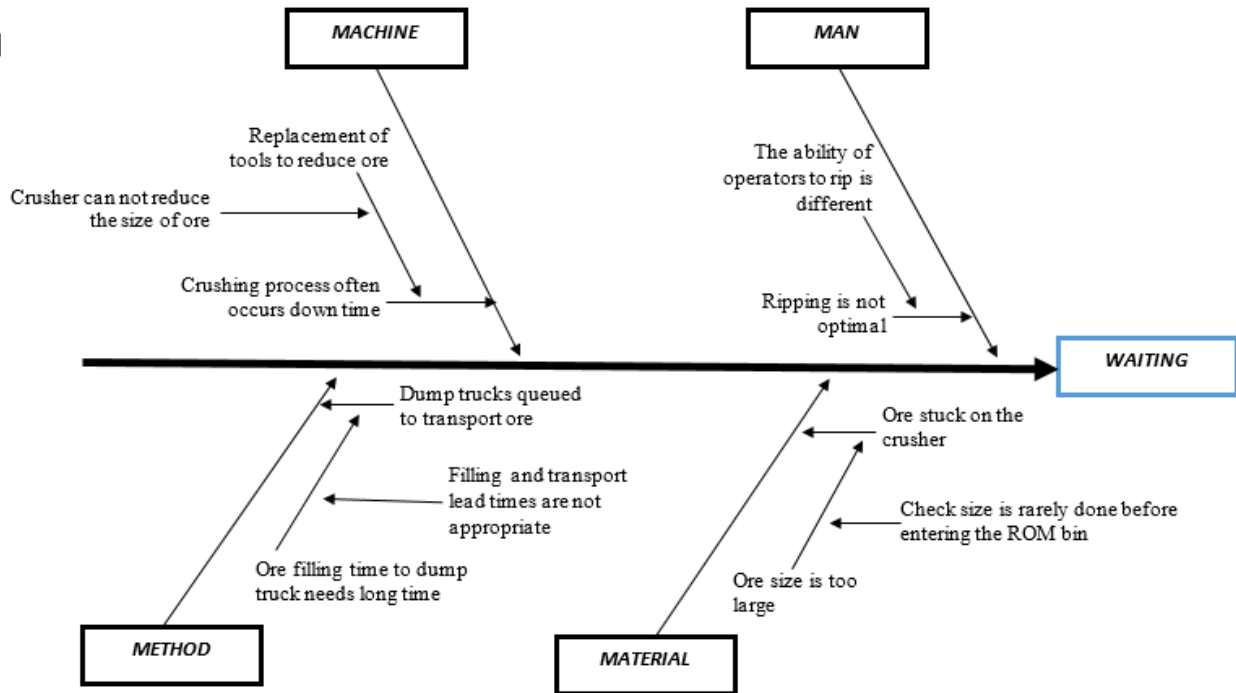 MACHINE
MAN
Replacement of
tools to reduce ore
Crusher can not reduce
the size of ore
Crushing process often
occurs down time
The ability of
operators to rip is
different
Ripping is not
optimal
WAITING
Dump trucks queued
to transport ore
Filling and transport
lead times are not
appropriate
Ore filling time to dump
truck needs long time
Ore stuck on the
crusher
Check size is rarely done before
entering the ROM bin
Ore size is too
large
METHOD
MATERIAL